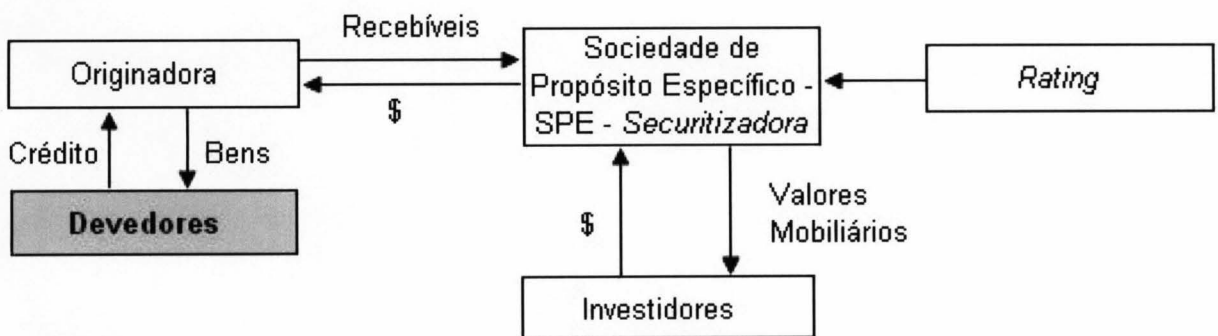 Recebíveis
Originadora
$
Sociedade de
Propósito Específico -
SPE - Securitizadora
Rating
Crédito
Bens
Devedores
$
Valores
Mobiliários
Investidores